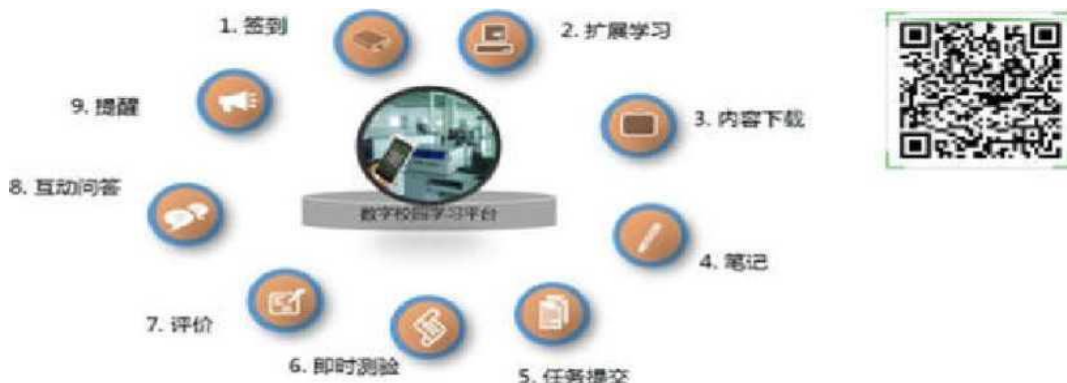 1. 签到
2. 扩展学习
3. 内容下载
4. 笔记
5. 任务提交
6. 即时测验
7. 评价
8. 互动问答
9. 提醒
数字校园学习平台